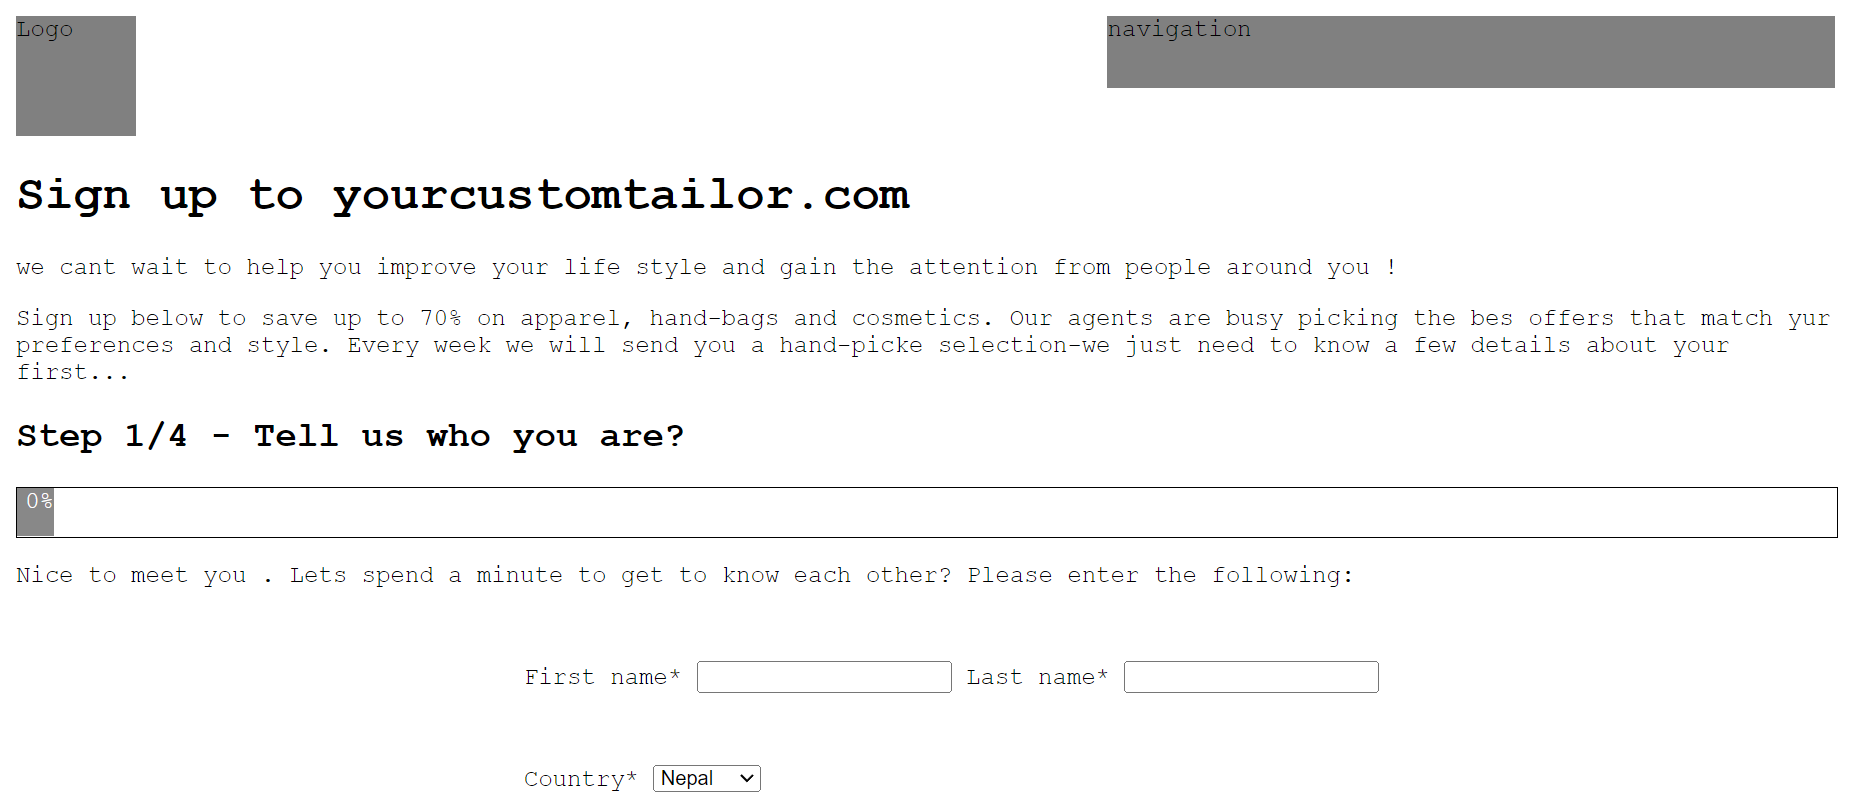 Logo
navigation
Sign up to yourcustomtailor.com
we cant wait to help you improve your life style and gain the attention from people around you !
Sign up below to save up to 70% on apparel, hand-bags and cosmetics. Our agents are busy picking the bes offers that match yur
preferences and style. Every week we will send you a hand-picke selection-we just need to know a few details about your
first...
Step 1/4 - Tell us who you are?
0%
Nice to meet you . Lets spend a minute to get to know each other? Please enter the following:
First name* Last name*
Country* Nepal